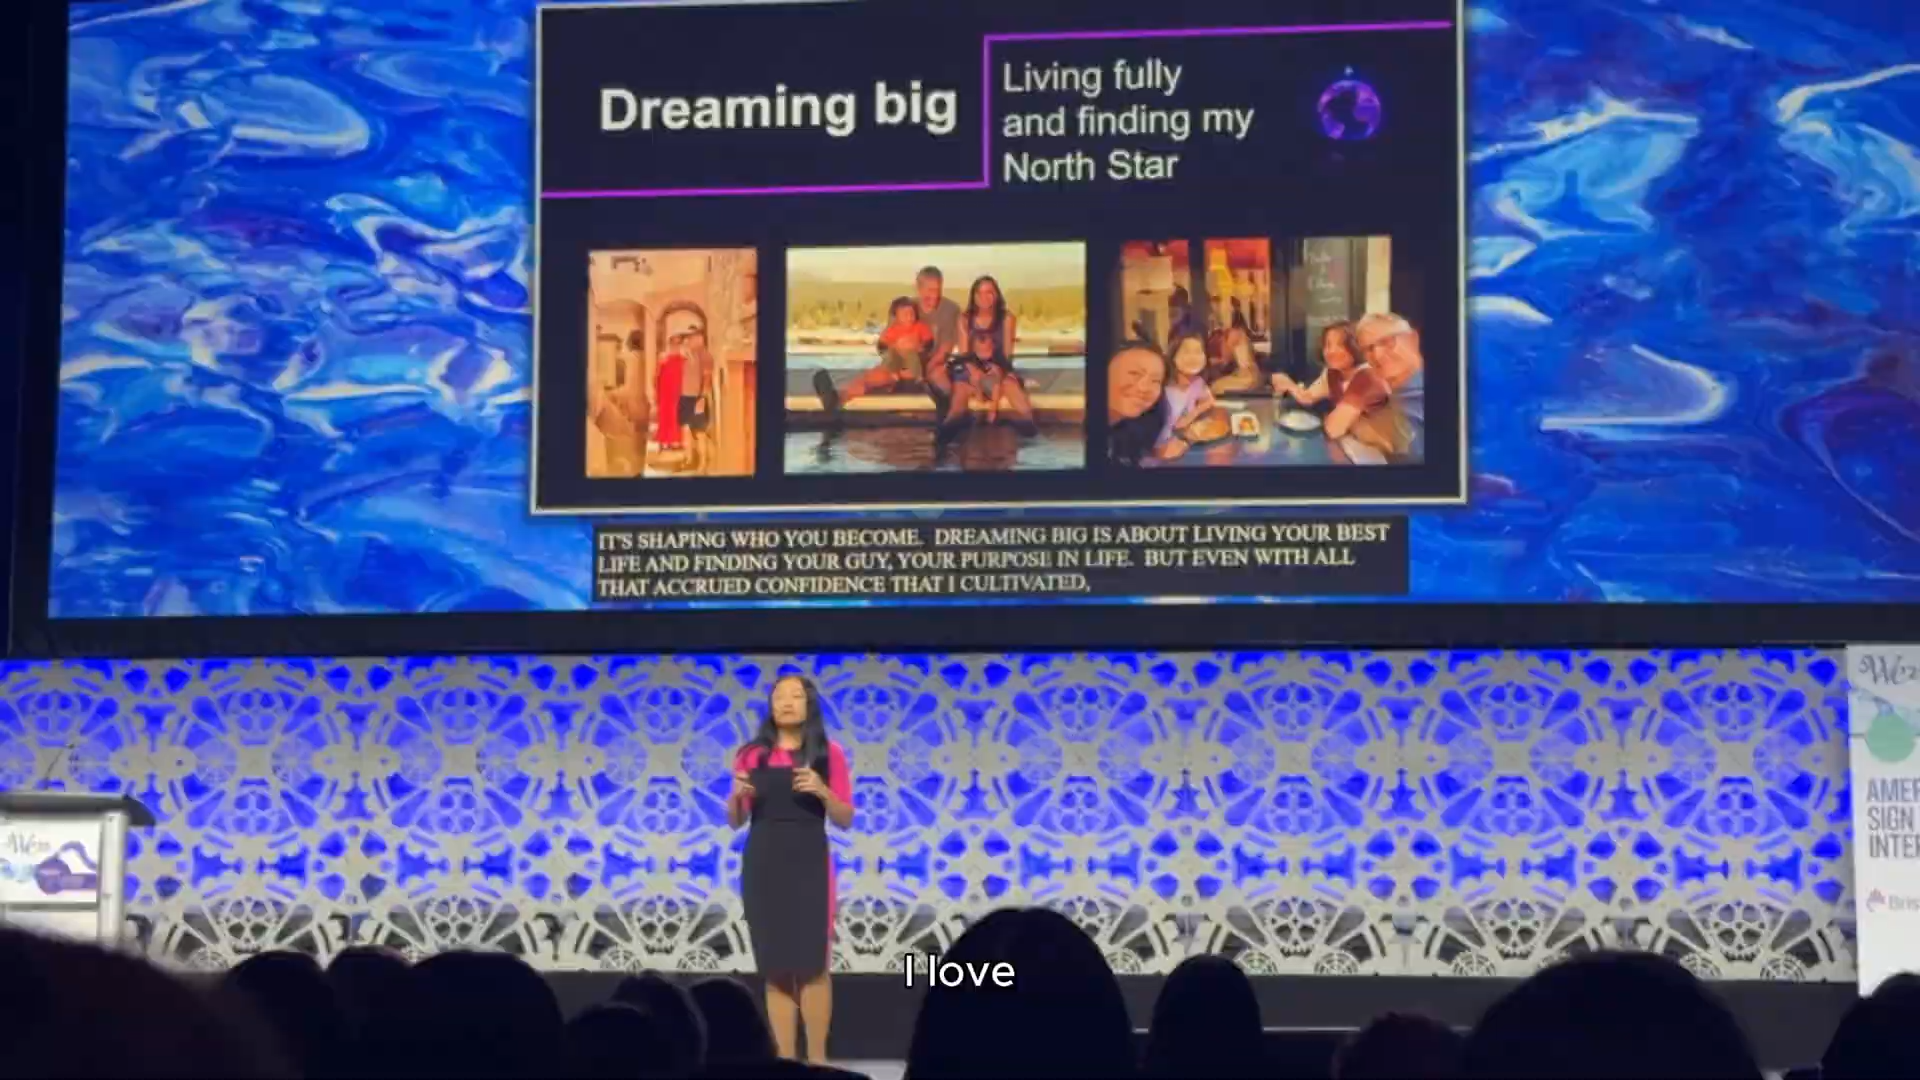 Dreaming big
Living fully
and finding my
North Star
IT'S SHAPING WHO YOU BECOME. DREAMING BIG IS ABOUT LIVING YOUR BEST
LIFE AND FINDING YOUR GUY, YOUR PURPOSE IN LIFE. BUT EVEN WITH ALL
THAT ACCRUED CONFIDENCE THAT I CULTIVATED,
AMER
SIGN
INTER
Bris
I love